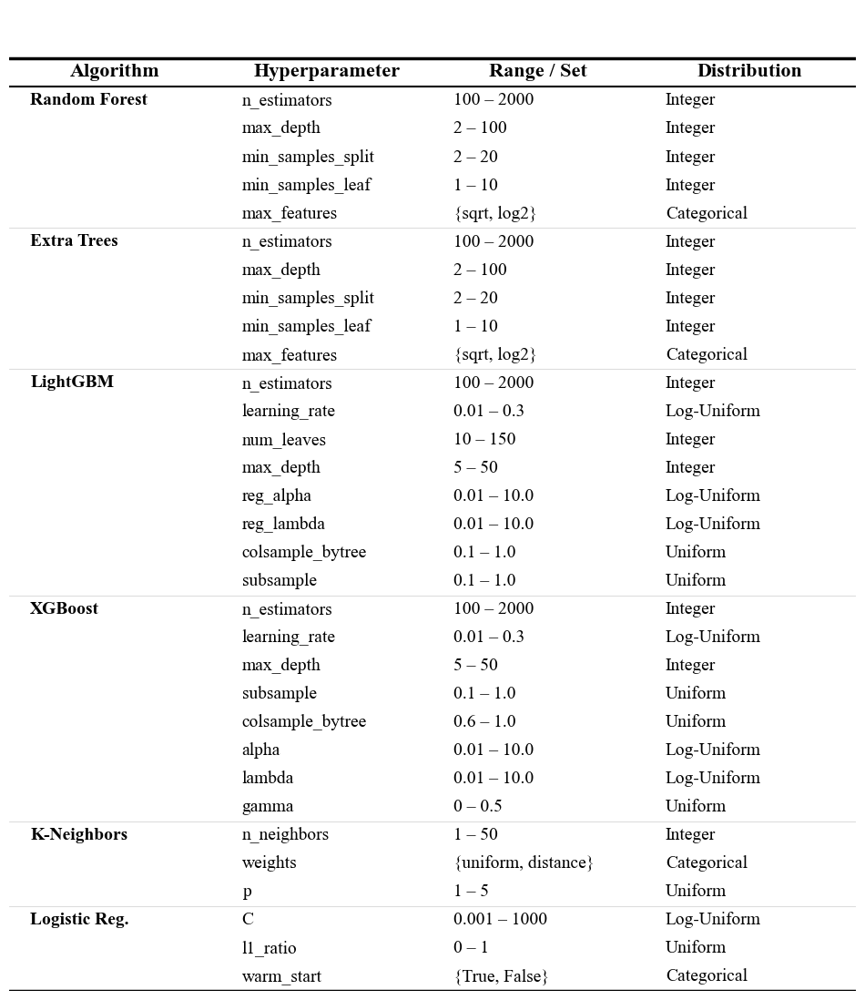 Algorithm Hyperparameter Range / Set Distribution
Random Forest n_estimators 100 – 2000 Integer
max_depth 2 – 100 Integer
min_samples_split 2 – 20 Integer
min_samples_leaf 1 – 10 Integer
max_features {sqrt, log2} Categorical
Extra Trees n_estimators 100 – 2000 Integer
max_depth 2 – 100 Integer
min_samples_split 2 – 20 Integer
min_samples_leaf 1 – 10 Integer
max_features {sqrt, log2} Categorical
LightGBM n_estimators 100 – 2000 Integer
learning_rate 0.01 – 0.3 Log-Uniform
num_leaves 10 – 150 Integer
max_depth 5 – 50 Integer
reg_alpha 0.01 – 10.0 Log-Uniform
reg_lambda 0.01 – 10.0 Log-Uniform
colsample_bytree 0.1 – 1.0 Uniform
subsample 0.1 – 1.0 Uniform
XGBoost n_estimators 100 – 2000 Integer
learning_rate 0.01 – 0.3 Log-Uniform
max_depth 5 – 50 Integer
subsample 0.1 – 1.0 Uniform
colsample_bytree 0.6 – 1.0 Uniform
alpha 0.01 – 10.0 Log-Uniform
lambda 0.01 – 10.0 Log-Uniform
gamma 0 – 0.5 Uniform
K-Neighbors n_neighbors 1 – 50 Integer
weights {uniform, distance} Categorical
p 1 – 5 Uniform
Logistic Reg. C 0.001 – 1000 Log-Uniform
l1_ratio 0 – 1 Uniform
warm_start {True, False} Categorical